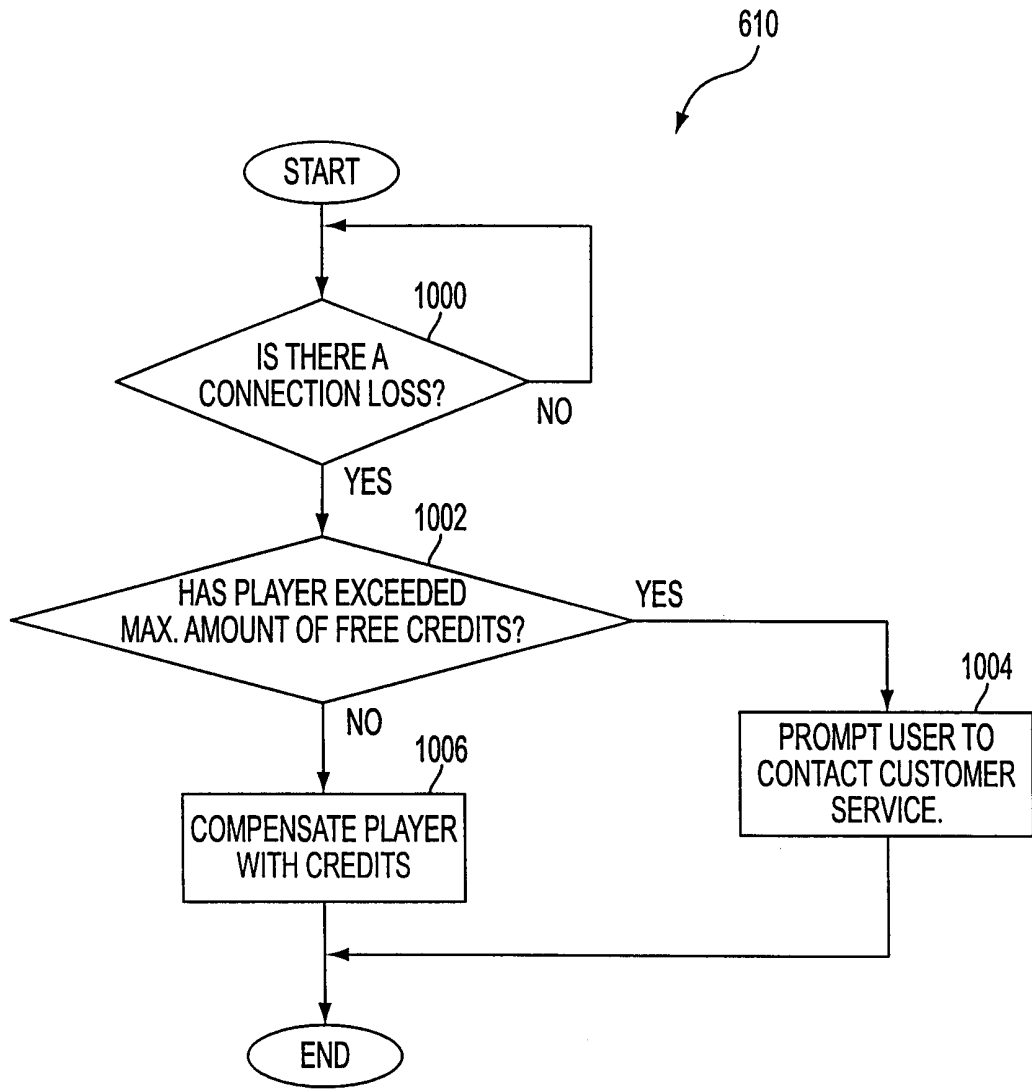 610
START
1000
IS THERE A
CONNECTION LOSS?
NO
YES
1002
HAS PLAYER EXCEEDED
MAX. AMOUNT OF FREE CREDITS?
YES
NO
1004
PROMPT USER TO
CONTACT CUSTOMER
SERVICE.
1006
COMPENSATE PLAYER
WITH CREDITS
END